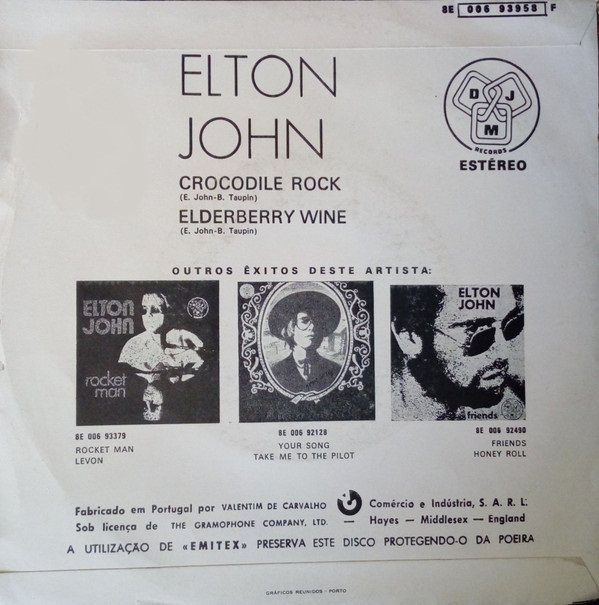 8E 006 93958 F
ELTON
JOHN
D J M
RECORDS
ESTÉREO
CROCODILE ROCK
(E. John-B. Taupin)
ELDERBERRY WINE
(E. John-B. Taupin)
OUTROS ÊXITOS DESTE ARTISTA:
ELTON
JOHN
rocket
man
ELTON
JOHN
friends
8E 006 93379
ROCKET MAN
LEVON
8E 006 92128
YOUR SONG
TAKE ME TO THE PILOT
8E 006 92490
FRIENDS
HONEY ROLL
Fabricado em Portugal por VALENTIM DE CARVALHO Comércio e Indústria, S. A. R. L.
Sob licença de THE GRAMOPHONE COMPANY, LTD. — Hayes — Middlesex — England
A UTILIZAÇÃO DE «EMITEX» PRESERVA ESTE DISCO PROTEGENDO-O DA POEIRA
GRÁFICOS REUNIDOS - PORTO